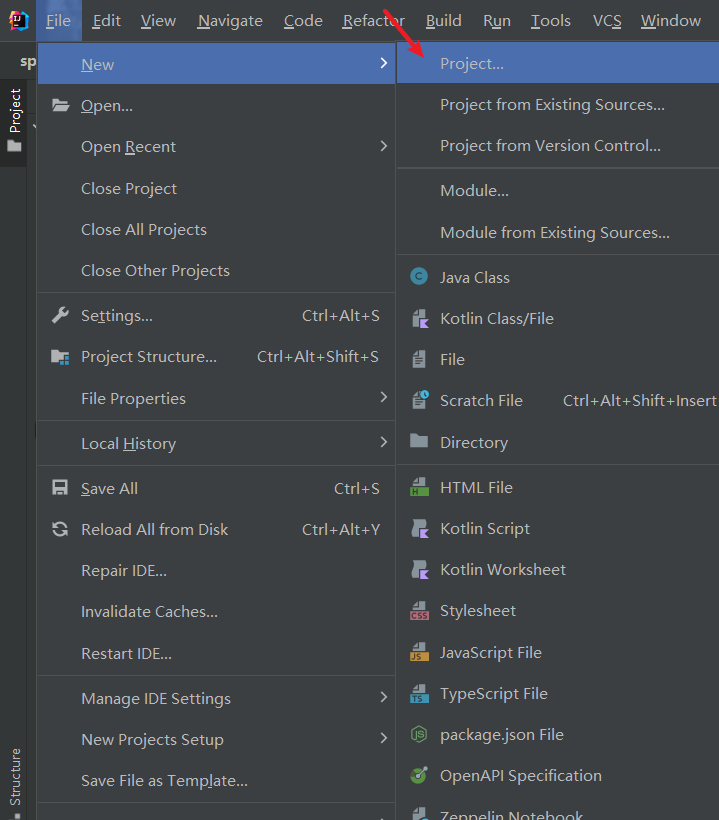 File Edit View Navigate Code Refactor Build Run Tools VCS Window
sp
Project
New
Open...
Open Recent
Close Project
Close All Projects
Close Other Projects
Settings... Ctrl+Alt+S
Project Structure... Ctrl+Alt+Shift+S
File Properties
Local History
Save All Ctrl+S
Reload All from Disk Ctrl+Alt+Y
Repair IDE...
Invalidate Caches...
Restart IDE...
Manage IDE Settings
New Projects Setup
Save File as Template...
Structure
Project...
Project from Existing Sources...
Project from Version Control...
Module...
Module from Existing Sources...
Java Class
Kotlin Class/File
File
Scratch File Ctrl+Alt+Shift+Insert
Directory
HTML File
Kotlin Script
Kotlin Worksheet
Stylesheet
JavaScript File
TypeScript File
package.json File
OpenAPI Specification
Zeppelin Notebook